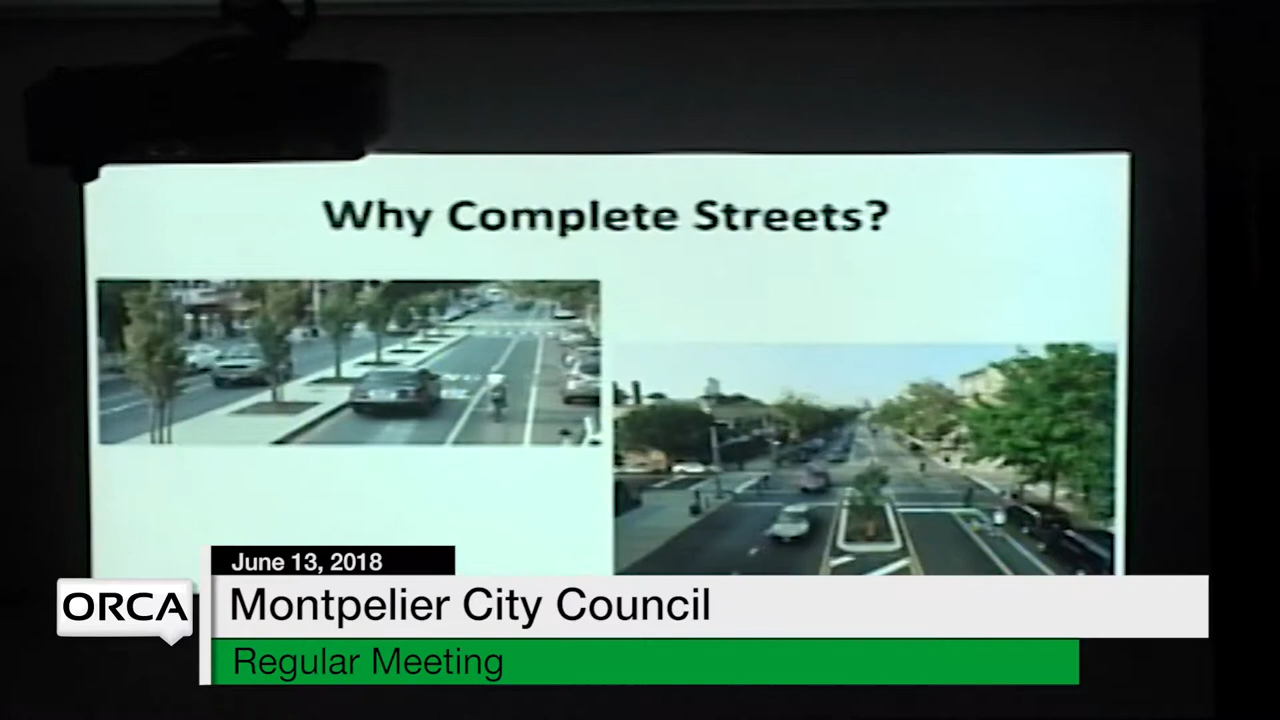 Why Complete Streets?
June 13, 2018
ORCA
Montpelier City Council
Regular Meeting